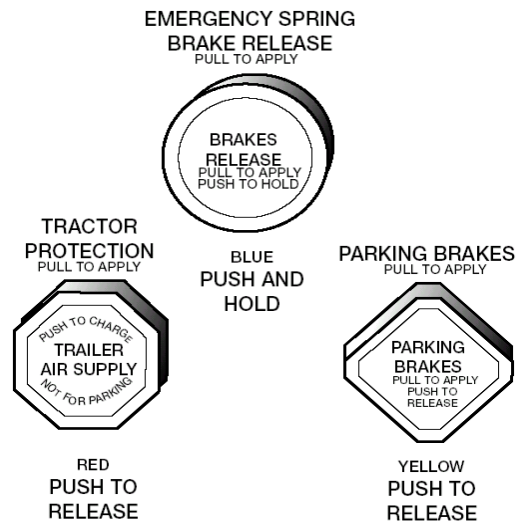 EMERGENCY SPRING
BRAKE RELEASE
PULL TO APPLY
BRAKES
RELEASE
PULL TO APPLY
PUSH TO HOLD
BLUE
PUSH AND
HOLD
TRACTOR
PROTECTION
PULL TO APPLY
PUSH TO CHARGE
TRAILER
AIR SUPPLY
NOT FOR PARKING
RED
PUSH TO
RELEASE
PARKING BRAKES
PULL TO APPLY
PARKING
BRAKES
PULL TO APPLY
PUSH TO
RELEASE
YELLOW
PUSH TO
RELEASE